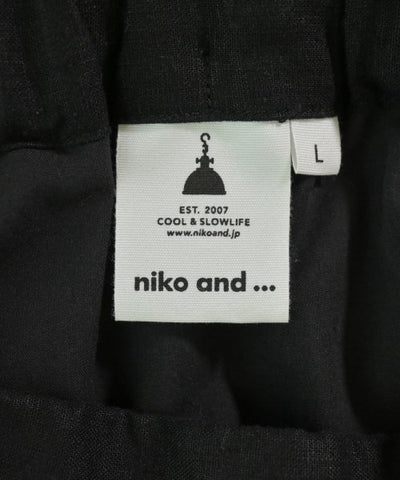 L
EST. 2007
COOL & SLOWLIFE
www.nikoand.jp
niko and ...